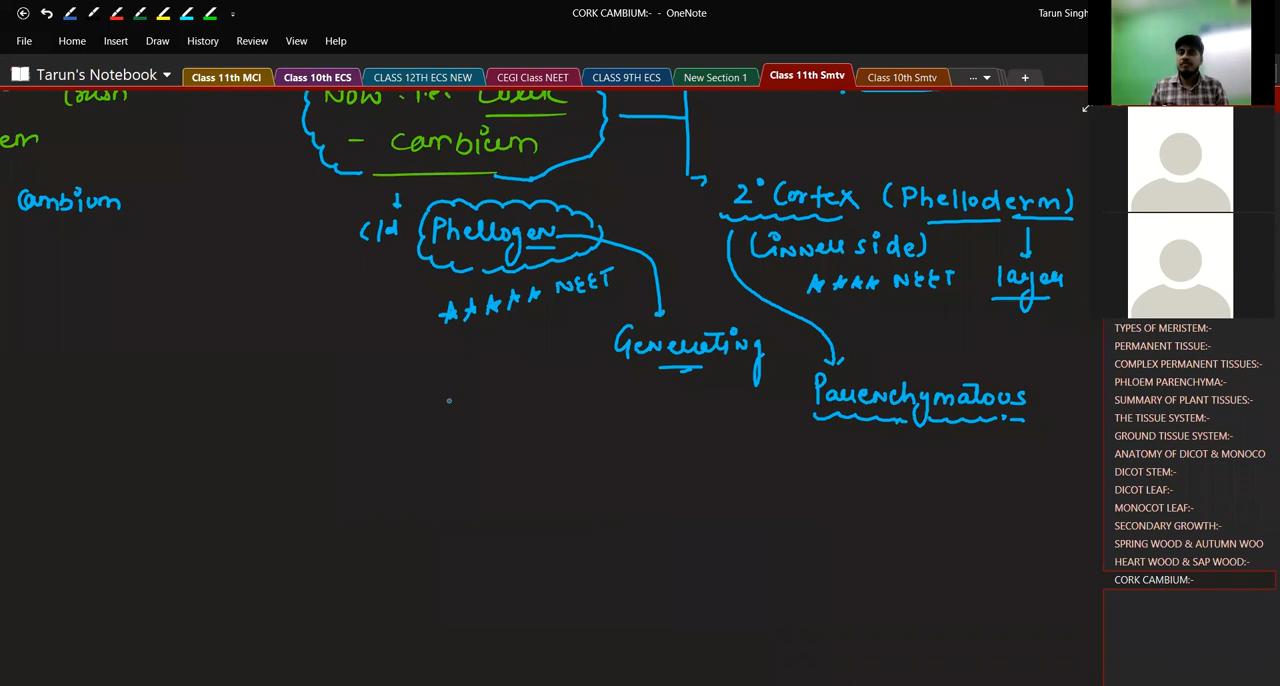 CORK CAMBIUM:- - OneNote
Tarun Singh
File Home Insert Draw History View Help
Tarun's Notebook
Class 11th MCI
Class 10th ECS
CLASS 12TH ECS NEW
CEGI Class NEET
CLASS 9TH ECS
New Section 1
Class 11th Smtv
Class 10th Smtv
...
+
Now i.e. Cork
- cambium
Cambium
c/d Phellogen
***** NEET
Generating
2° Cortex (Phelloderm)
(inner side)
**** NEET
layer
Parenchymatous
TYPES OF MERISTEM:-
PERMANENT TISSUE:-
COMPLEX PERMANENT TISSUES:-
PHLOEM PARENCHYMA:-
SUMMARY OF PLANT TISSUES:-
THE TISSUE SYSTEM:-
GROUND TISSUE SYSTEM:-
ANATOMY OF DICOT & MONOCO
DICOT STEM:-
DICOT LEAF:-
MONOCOT LEAF:-
SECONDARY GROWTH:-
SPRING WOOD & AUTUMN WOO
HEART WOOD & SAP WOOD:-
CORK CAMBIUM:-